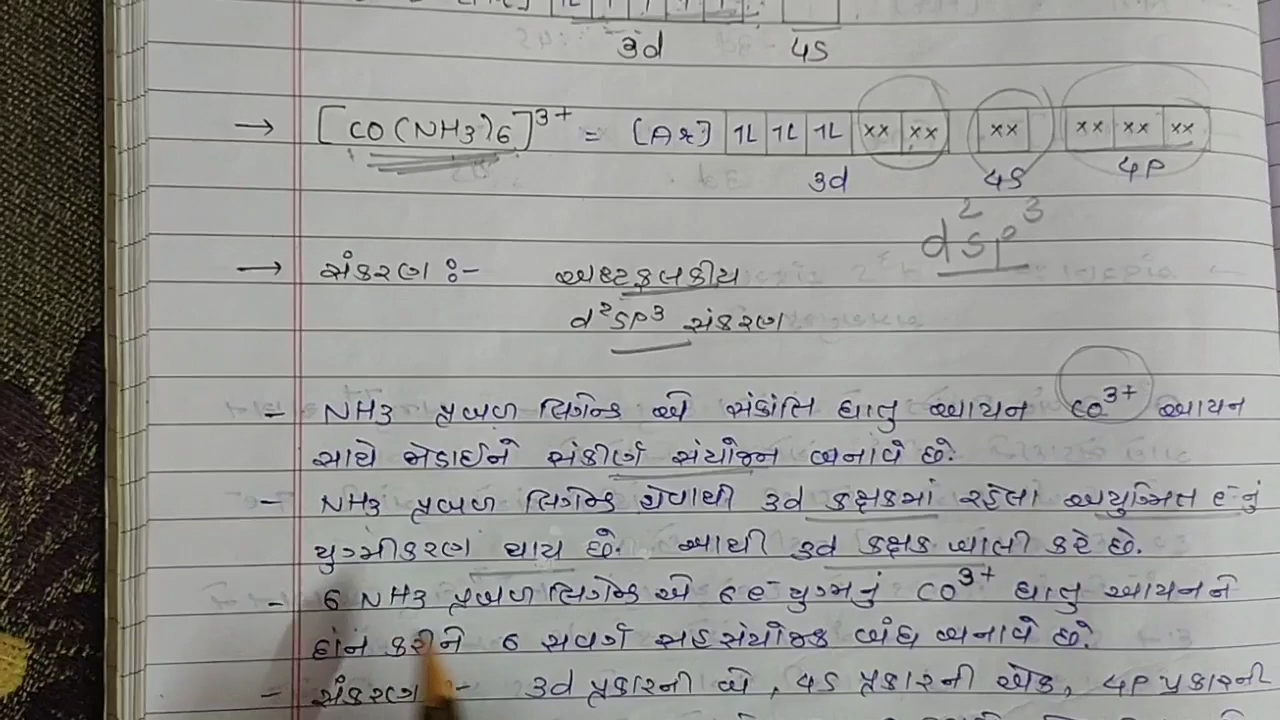 3d 4S
→ [CO(NH3)6]³⁺ = [Ar] 1L 1L 1L xx xx xx xx xx xx
3d 4S 4P
d²sp³
→ સંકરણ :- અષ્ટફલકીય
d²SP³ સંકરણ
- NH3 પ્રબળ લિગેન્ડ એ સંક્રાંતિ ધાતુ આયન CO³⁺ આયન
સાથે જોડાઈને સંકીર્ણ સંયોજન બનાવે છે.
- NH3 પ્રબળ લિગેન્ડ હોવાથી 3d કક્ષકમાં રહેલા અયુગ્મિત e⁻નું
યુગ્મીકરણ થાય છે. આથી 3d કક્ષક ખાલી કરે છે.
- 6 NH3 પ્રબળ લિગેન્ડ એ 6 e⁻ યુગ્મનું CO³⁺ ધાતુ આયનને
દાન કરીને 6 સવર્ગ સહસંયોજક બંધ બનાવે છે.
- સંકરણ :- 3d પ્રકારની બે, 4S પ્રકારની એક, 4P પ્રકારની